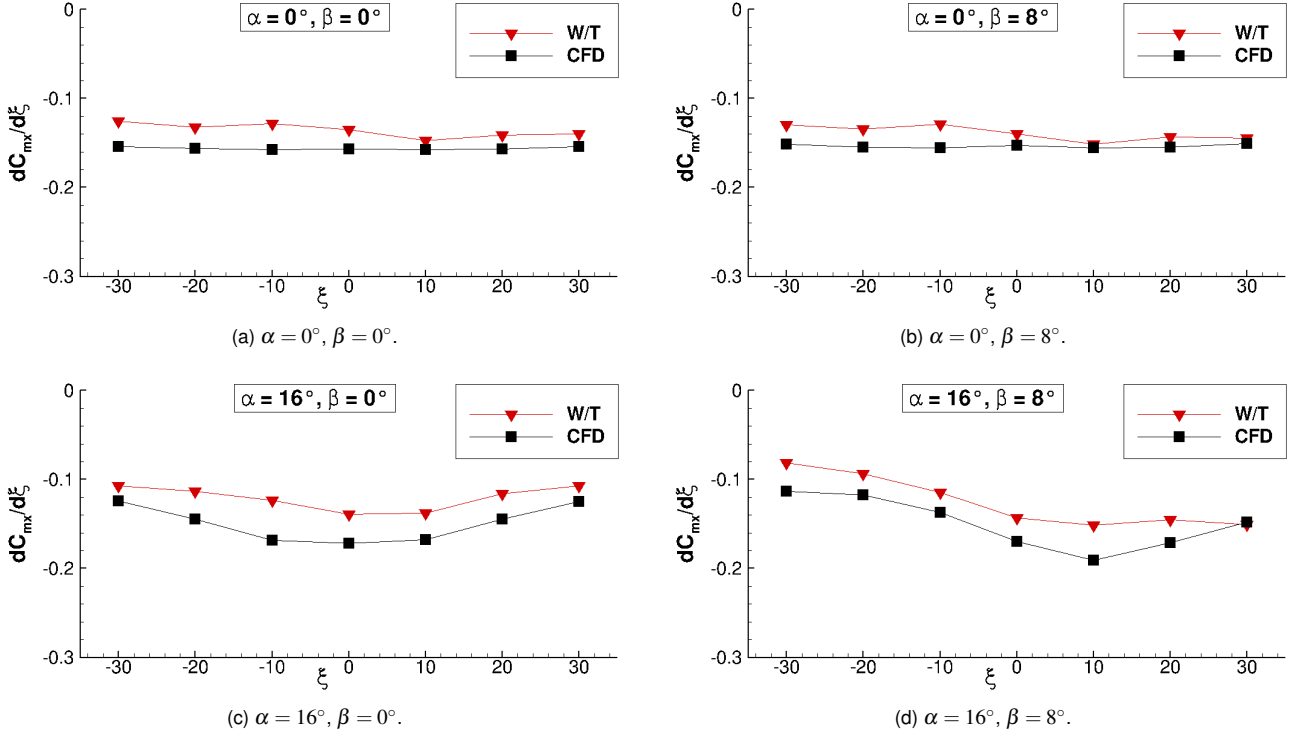 α = 0°, β = 0°
W/T
CFD
0
-0.1
-0.2
-0.3
dCmx/dξ
-30 -20 -10 0 10 20 30
ξ
(a) α = 0°, β = 0°.
α = 0°, β = 8°
W/T
CFD
0
-0.1
-0.2
-0.3
dCmx/dξ
-30 -20 -10 0 10 20 30
ξ
(b) α = 0°, β = 8°.
α = 16°, β = 0°
W/T
CFD
0
-0.1
-0.2
-0.3
dCmx/dξ
-30 -20 -10 0 10 20 30
ξ
(c) α = 16°, β = 0°.
α = 16°, β = 8°
W/T
CFD
0
-0.1
-0.2
-0.3
dCmx/dξ
-30 -20 -10 0 10 20 30
ξ
(d) α = 16°, β = 8°.